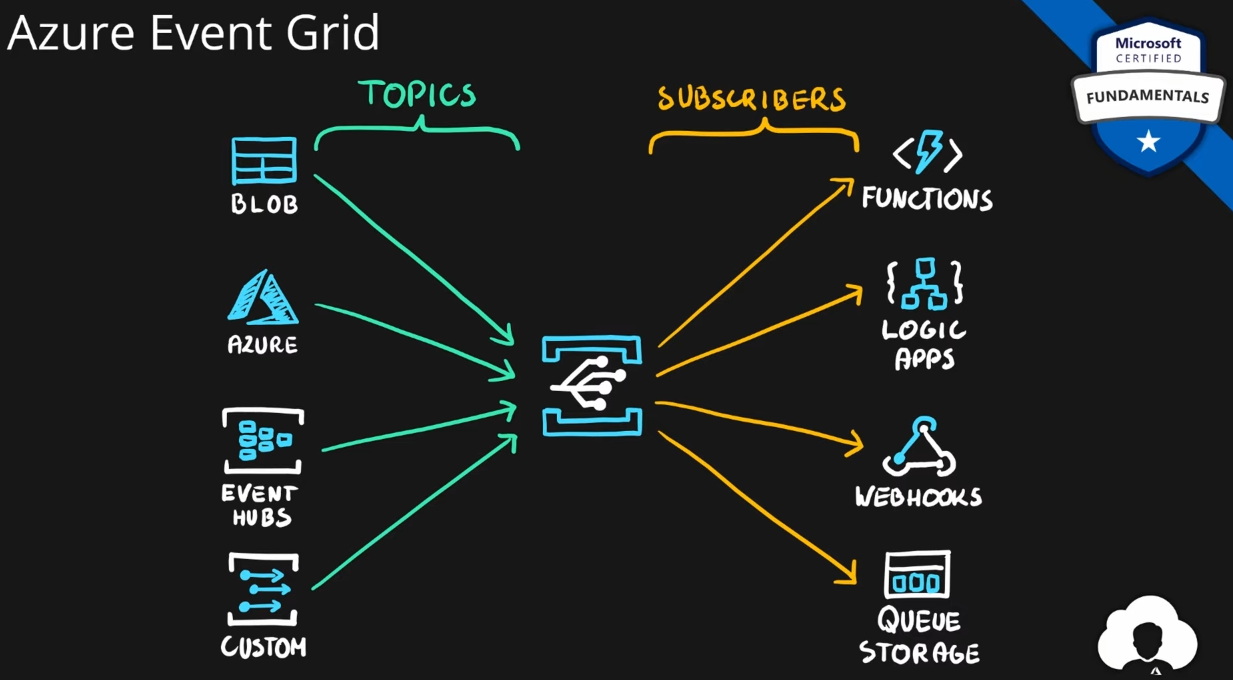 Azure Event Grid
Microsoft
CERTIFIED
FUNDAMENTALS
TOPICS
SUBSCRIBERS
BLOB
FUNCTIONS
AZURE
LOGIC
APPS
EVENT
HUBS
WEBHOOKS
CUSTOM
QUEUE
STORAGE